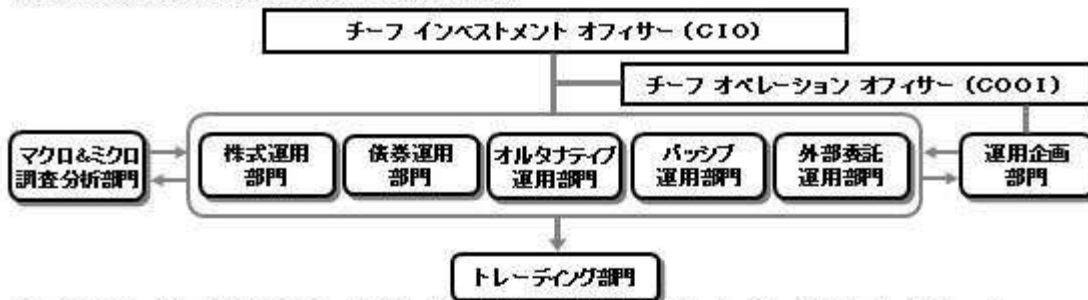 チーフ インベストメント オフィサー (CIO)
チーフ オペレーション オフィサー (COOI)
マクロ&ミクロ
調査分析部門
株式運用
部門
債券運用
部門
オルタナティブ
運用部門
パッシブ
運用部門
外部委託
運用部門
運用企画
部門
トレーディング部門